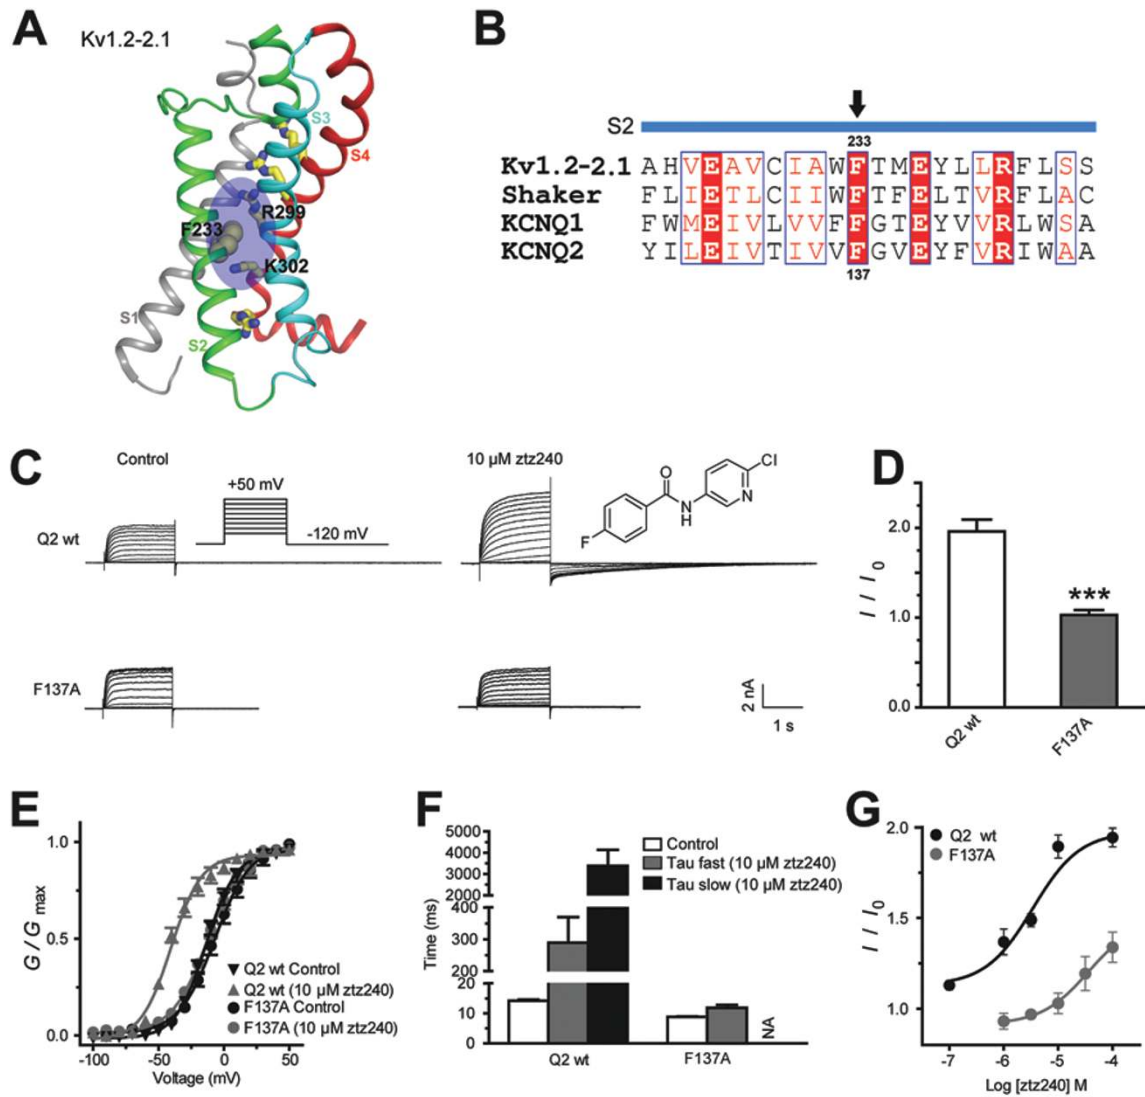 A
Kv1.2-2.1
S3
S4
R299
F233
K302
S1
S2
B
S2
233
Kv1.2-2.1 A H V E A V C I A W F T M E Y L L R F L S S
Shaker F L I E T L C I I W F T F E L T V R F L A C
KCNQ1 F W M E I V L V V F F G T E Y V V R L W S A
KCNQ2 Y I L E I V T I V V F G V E Y F V R I W A A
137
C
Control
10 µM ztz240
+50 mV
-120 mV
Q2 wt
O
N
H
N
Cl
F
F137A
2 nA
1 s
D
I / I0
2.0
1.0
0.0
***
Q2 wt
F137A
E
G / G max
1.0
0.5
0.0
-100
-50
0
50
Voltage (mV)
Q2 wt Control
Q2 wt (10 µM ztz240)
F137A Control
F137A (10 µM ztz240)
F
Time (ms)
5000
4000
3000
2000
400
300
200
20
10
0
Control
Tau fast (10 µM ztz240)
Tau slow (10 µM ztz240)
NA
Q2 wt
F137A
G
I / I0
2.0
1.5
1.0
Q2 wt
F137A
-7
-6
-5
-4
Log [ztz240] M